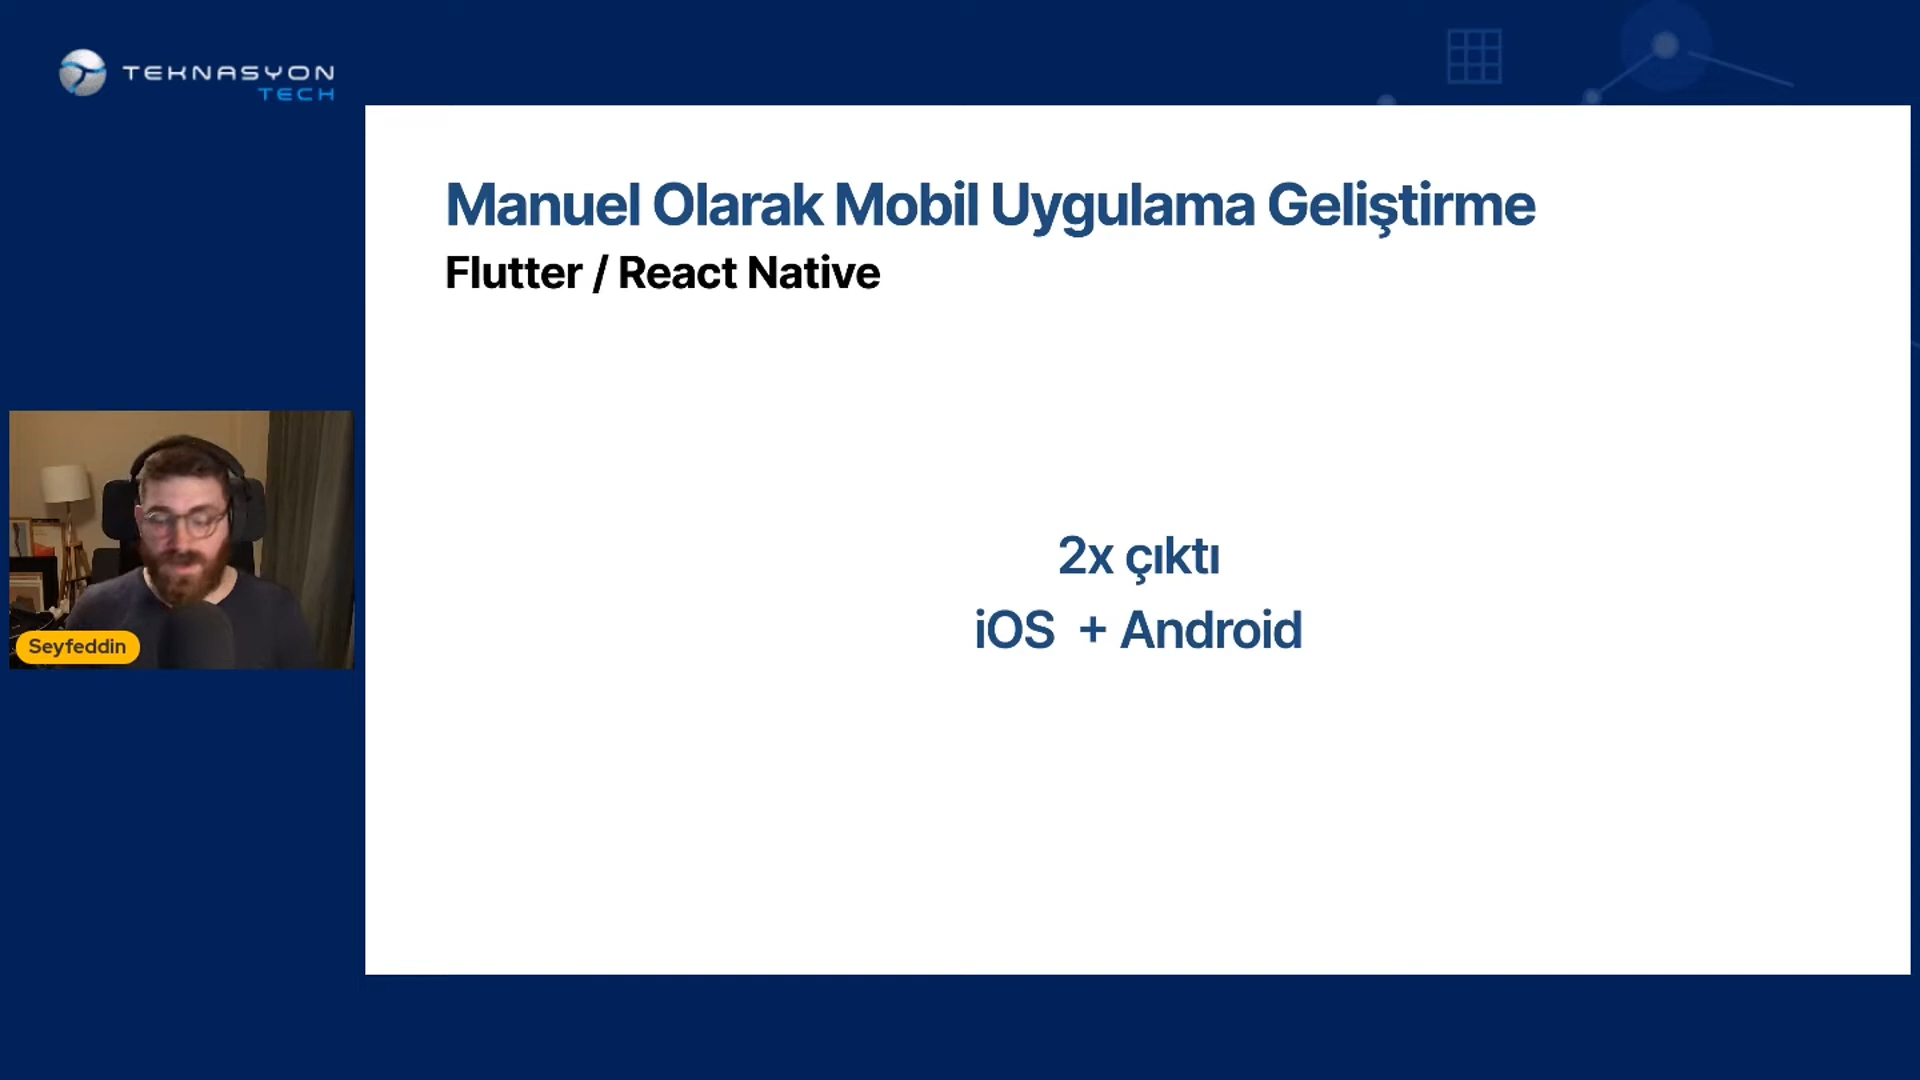 TEKNASYON
TECH
Manuel Olarak Mobil Uygulama Geliştirme
Flutter / React Native
2x çıktı
iOS + Android
Seyfeddin